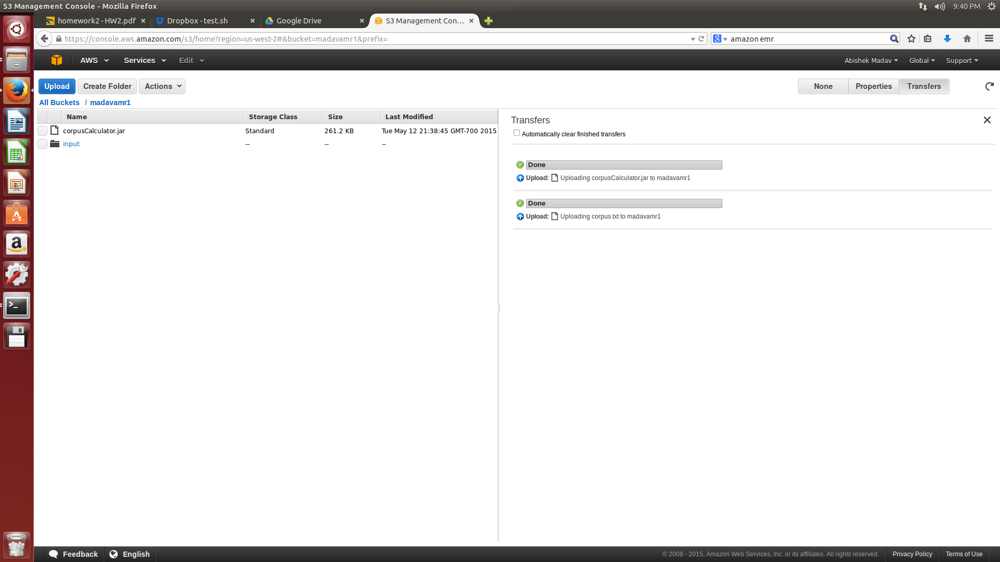 S3 Management Console - Mozilla Firefox
9:40 PM
homework2 - HW2.pdf
Dropbox - test.sh
Google Drive
S3 Management Con...
https://console.aws.amazon.com/s3/home?region=us-west-2#&bucket=madavamr1&prefix=
8
amazon emr
AWS
Services
Edit
Abishek Madav
Global
Support
Upload
Create Folder
Actions
None
Properties
Transfers
All Buckets / madavamr1
Name
Storage Class
Size
Last Modified
corpusCalculator.jar
Standard
261.2 KB
Tue May 12 21:38:45 GMT-700 2015
input
--
--
--
Transfers
Automatically clear finished transfers
Done
Upload: Uploading corpusCalculator.jar to madavamr1
Done
Upload: Uploading corpus.txt to madavamr1
A
a
>_
Feedback
English
© 2008 - 2015, Amazon Web Services, Inc. or its affiliates. All rights reserved.
Privacy Policy
Terms of Use